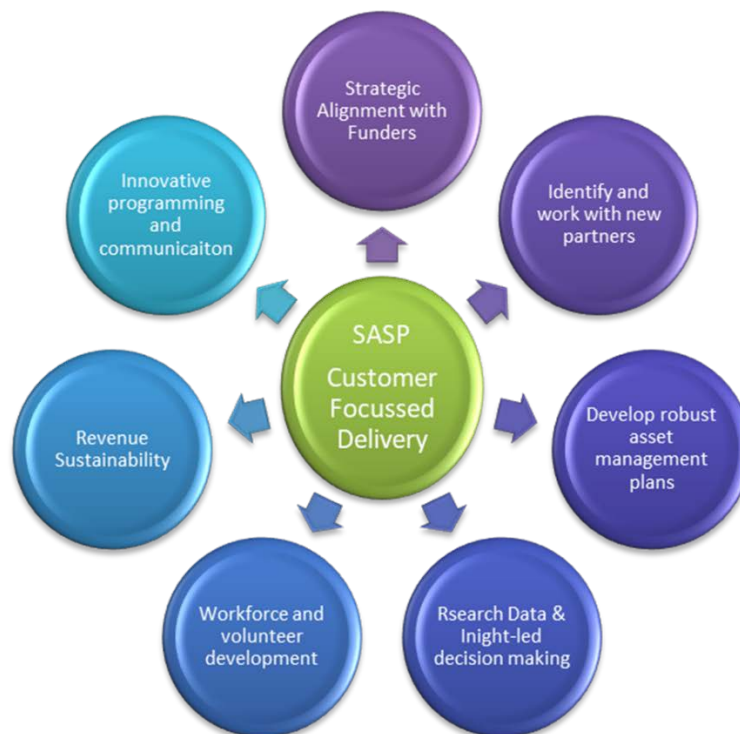 Strategic
Alignment with
Funders
Innovative
programming
and
communicaiton
Identify and
work with new
partners
SASP
Customer
Focussed
Delivery
Revenue
Sustainability
Develop robust
asset
management
plans
Workforce and
volunteer
development
Rsearch Data &
Inight-led
decision making